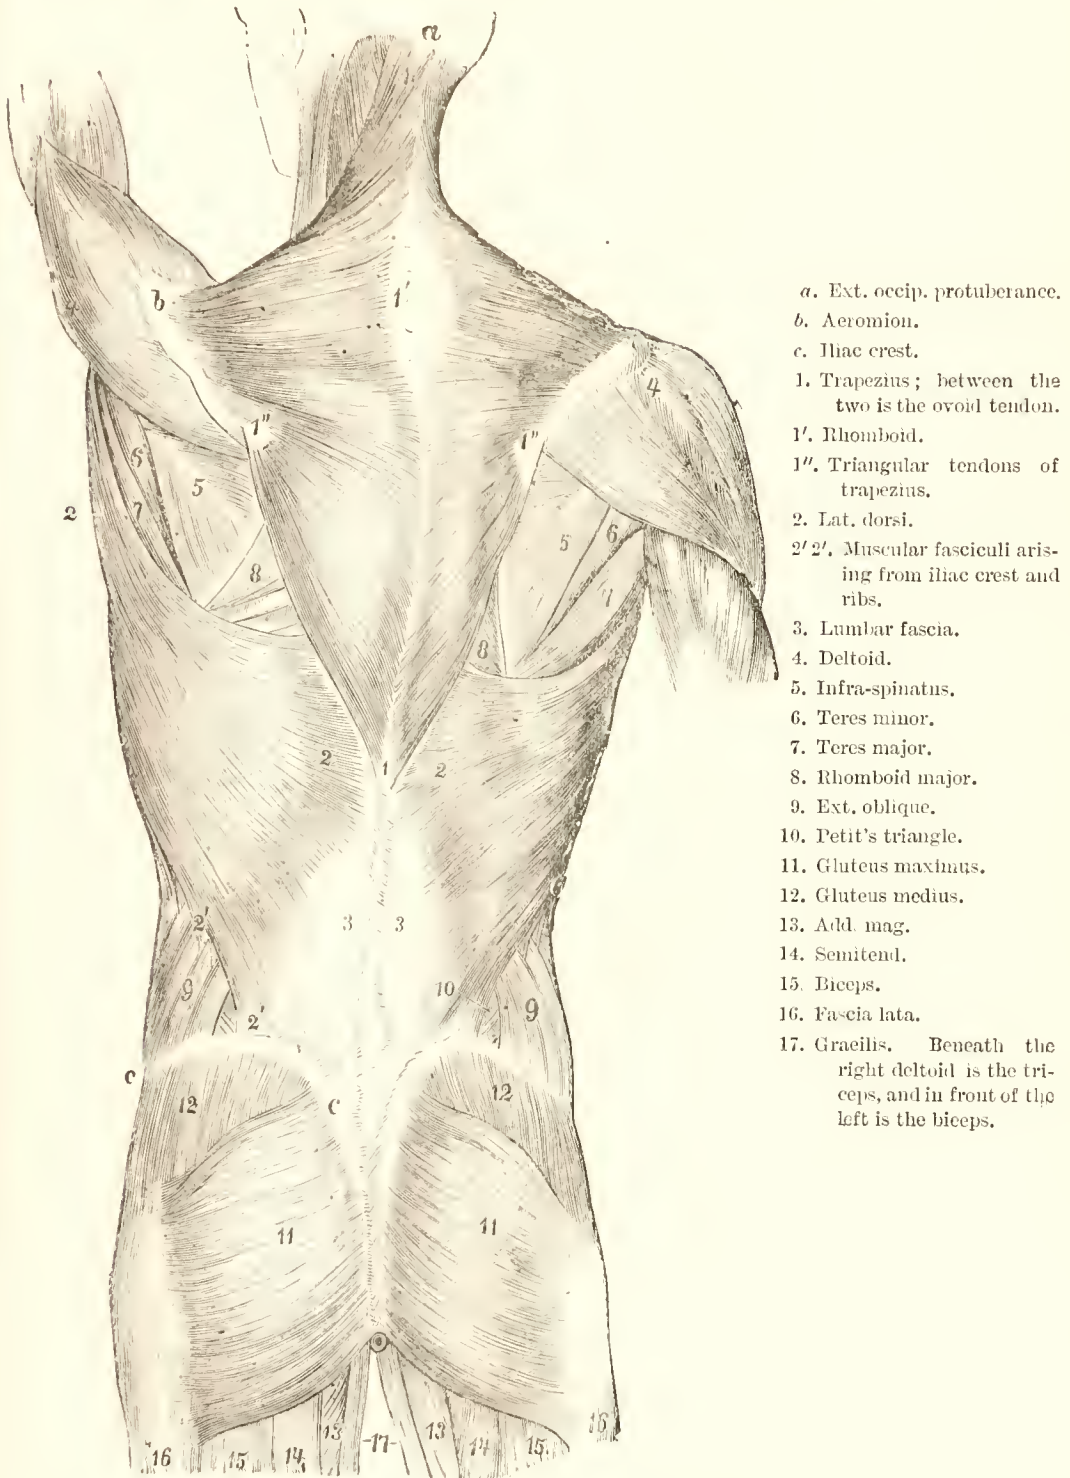 a
b
1'
4
4
1"
1"
6
5
2
7
5
6
7
8
8
2
1
2
3
3
2'
9
10
9
2'
c
12
c
12
11
11
16
15
14
13
-17-
13
14
15
16
a. Ext. occip. protuberance.
b. Aeromion.
c. Iliac crest.
1. Trapezius; between the
two is the ovoid tendon.
1'. Rhomboid.
1". Triangular tendons of
trapezius.
2. Lat. dorsi.
2' 2'. Muscular fasciculi aris-
ing from iliac crest and
ribs.
3. Lumbar fascia.
4. Deltoid.
5. Infra-spinatus.
6. Teres minor.
7. Teres major.
8. Rhomboid major.
9. Ext. oblique.
10. Petit's triangle.
11. Gluteus maximus.
12. Gluteus medius.
13. Add. mag.
14. Semitend.
15. Biceps.
16. Fascia lata.
17. Graeilis. Beneath the
right deltoid is the tri-
ceps, and in front of the
left is the biceps.